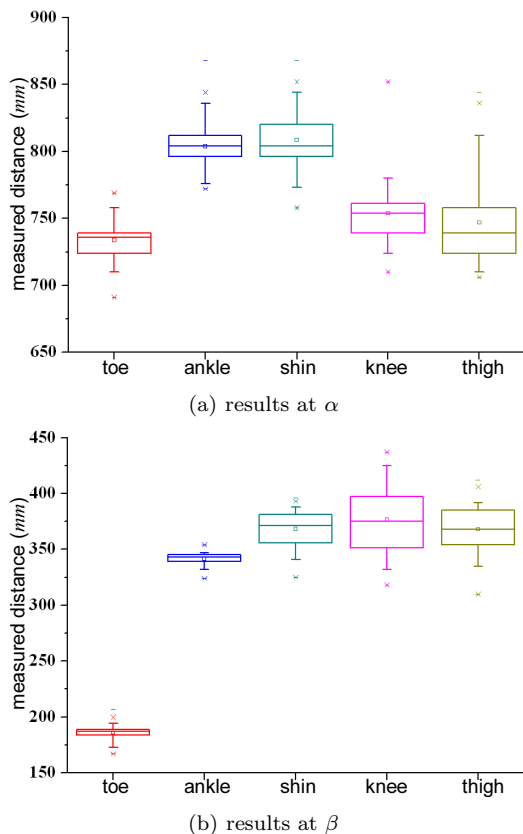 900
850
800
750
700
650
measured distance (mm)
toe ankle shin knee thigh
(a) results at α
450
400
350
300
250
200
150
measured distance (mm)
toe ankle shin knee thigh
(b) results at β